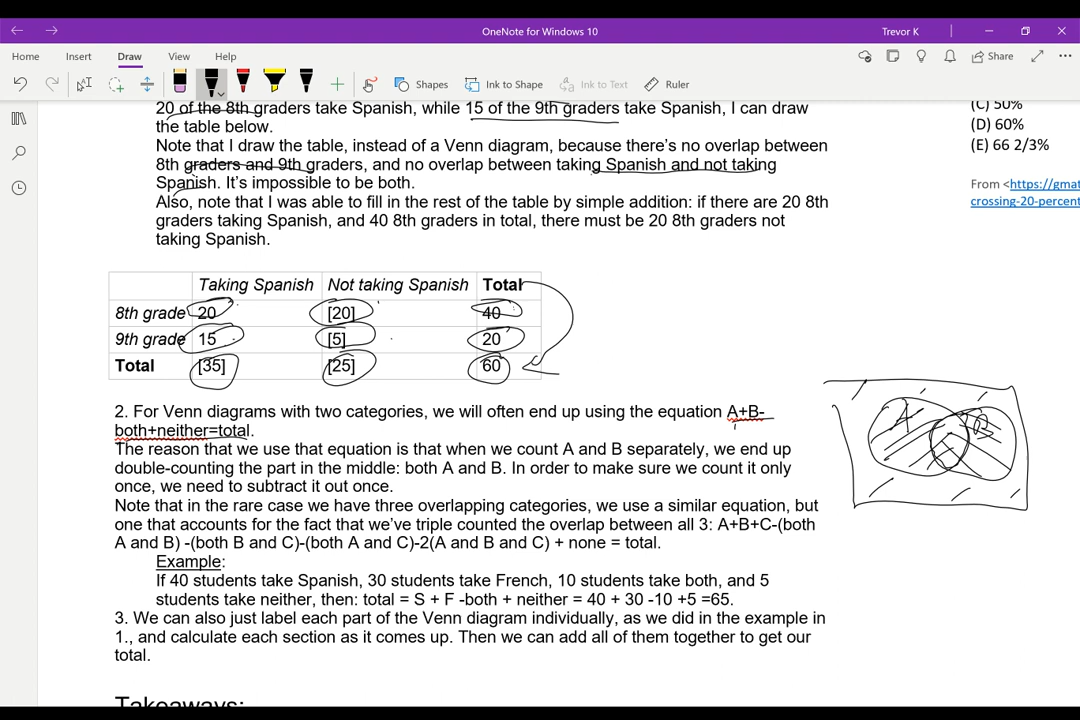 OneNote for Windows 10
Trevor K
Home Insert Draw View Help
Share
Shapes Ink to Shape Ink to Text Ruler
20 of the 8th graders take Spanish, while 15 of the 9th graders take Spanish, I can draw
the table below.
Note that I draw the table, instead of a Venn diagram, because there's no overlap between
8th graders and 9th graders, and no overlap between taking Spanish and not taking
Spanish. It's impossible to be both.
Also, note that I was able to fill in the rest of the table by simple addition: if there are 20 8th
graders taking Spanish, and 40 8th graders in total, there must be 20 8th graders not
taking Spanish.
(C) 50%
(D) 60%
(E) 66 2/3%
From <https://gmat
crossing-20-percent
Taking Spanish Not taking Spanish Total
8th grade 20 [20] 40
9th grade 15 [5] 20
Total [35] [25] 60
2. For Venn diagrams with two categories, we will often end up using the equation A+B-
both+neither=total.
The reason that we use that equation is that when we count A and B separately, we end up
double-counting the part in the middle: both A and B. In order to make sure we count it only
once, we need to subtract it out once.
Note that in the rare case we have three overlapping categories, we use a similar equation, but
one that accounts for the fact that we've triple counted the overlap between all 3: A+B+C-(both
A and B) -(both B and C)-(both A and C)-2(A and B and C) + none = total.
Example:
If 40 students take Spanish, 30 students take French, 10 students take both, and 5
students take neither, then: total = S + F -both + neither = 40 + 30 -10 +5 =65.
3. We can also just label each part of the Venn diagram individually, as we did in the example in
1., and calculate each section as it comes up. Then we can add all of them together to get our
total.
A B
Takeaways: